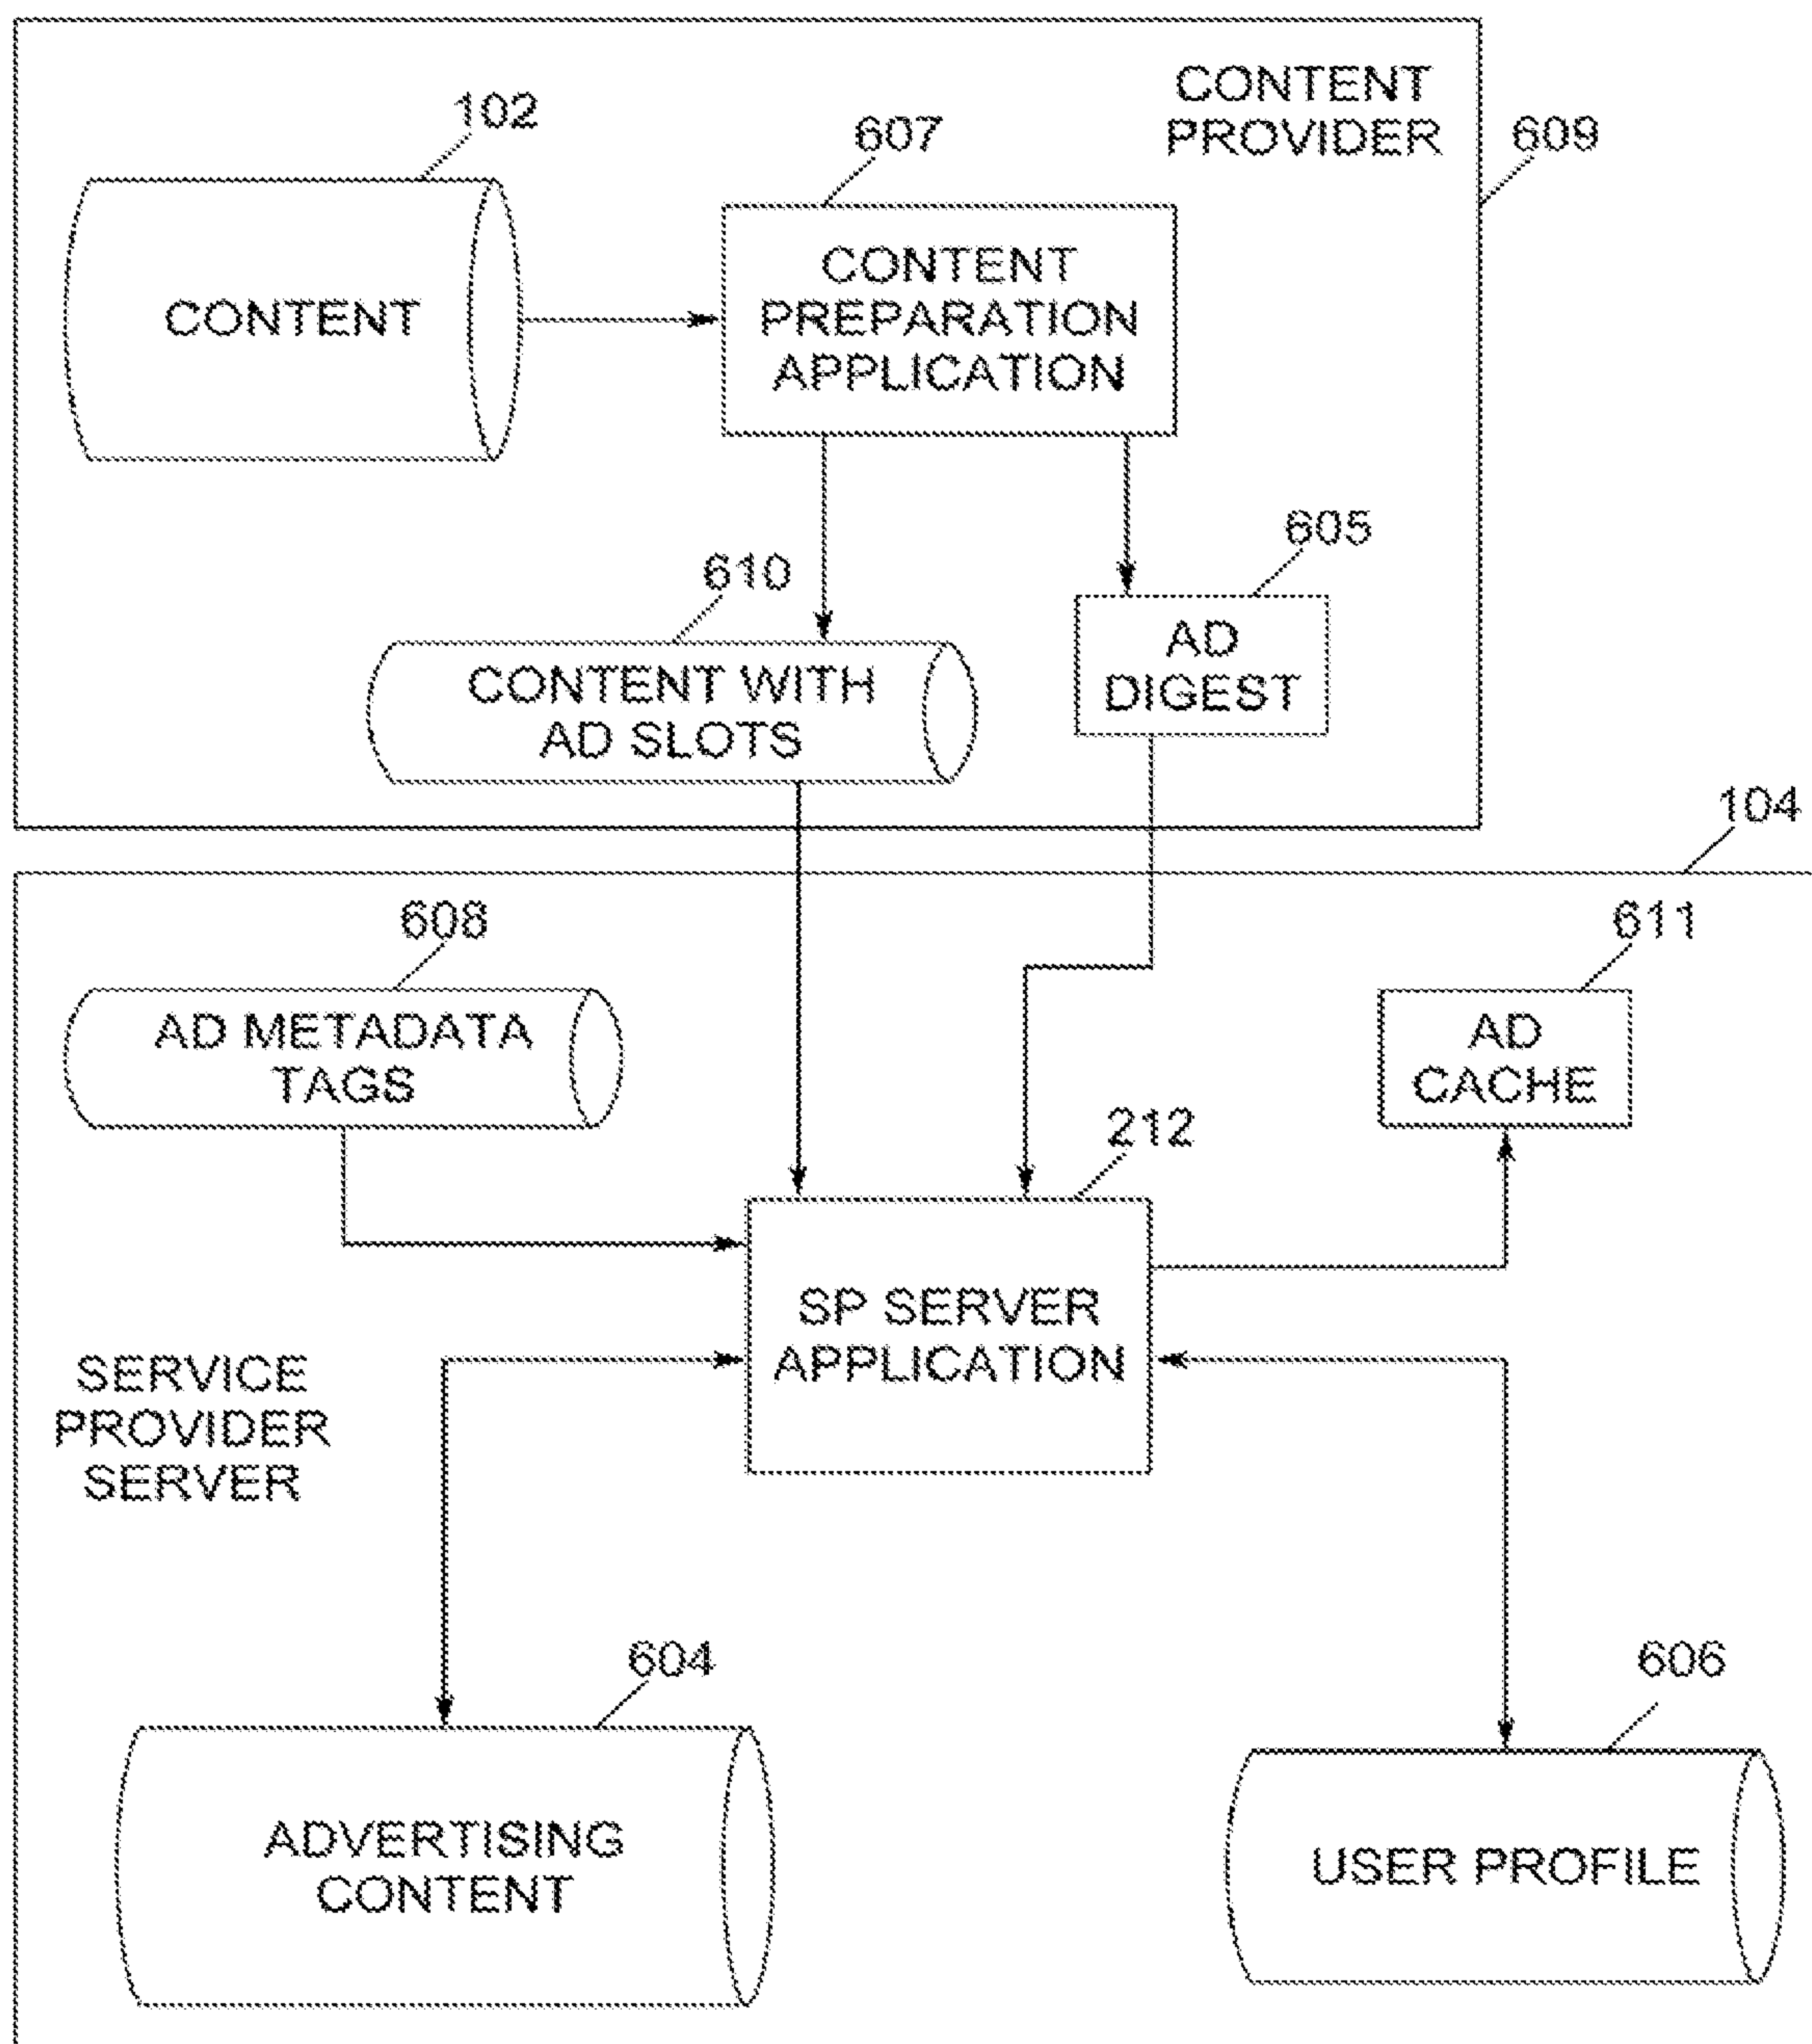 CONTENT
PROVIDER
102
607
609
CONTENT
CONTENT
PREPARATION
APPLICATION
605
610
AD
DIGEST
CONTENT WITH
AD SLOTS
104
608
611
AD METADATA
TAGS
AD
CACHE
212
SP SERVER
APPLICATION
SERVICE
PROVIDER
SERVER
604
606
ADVERTISING
CONTENT
USER PROFILE